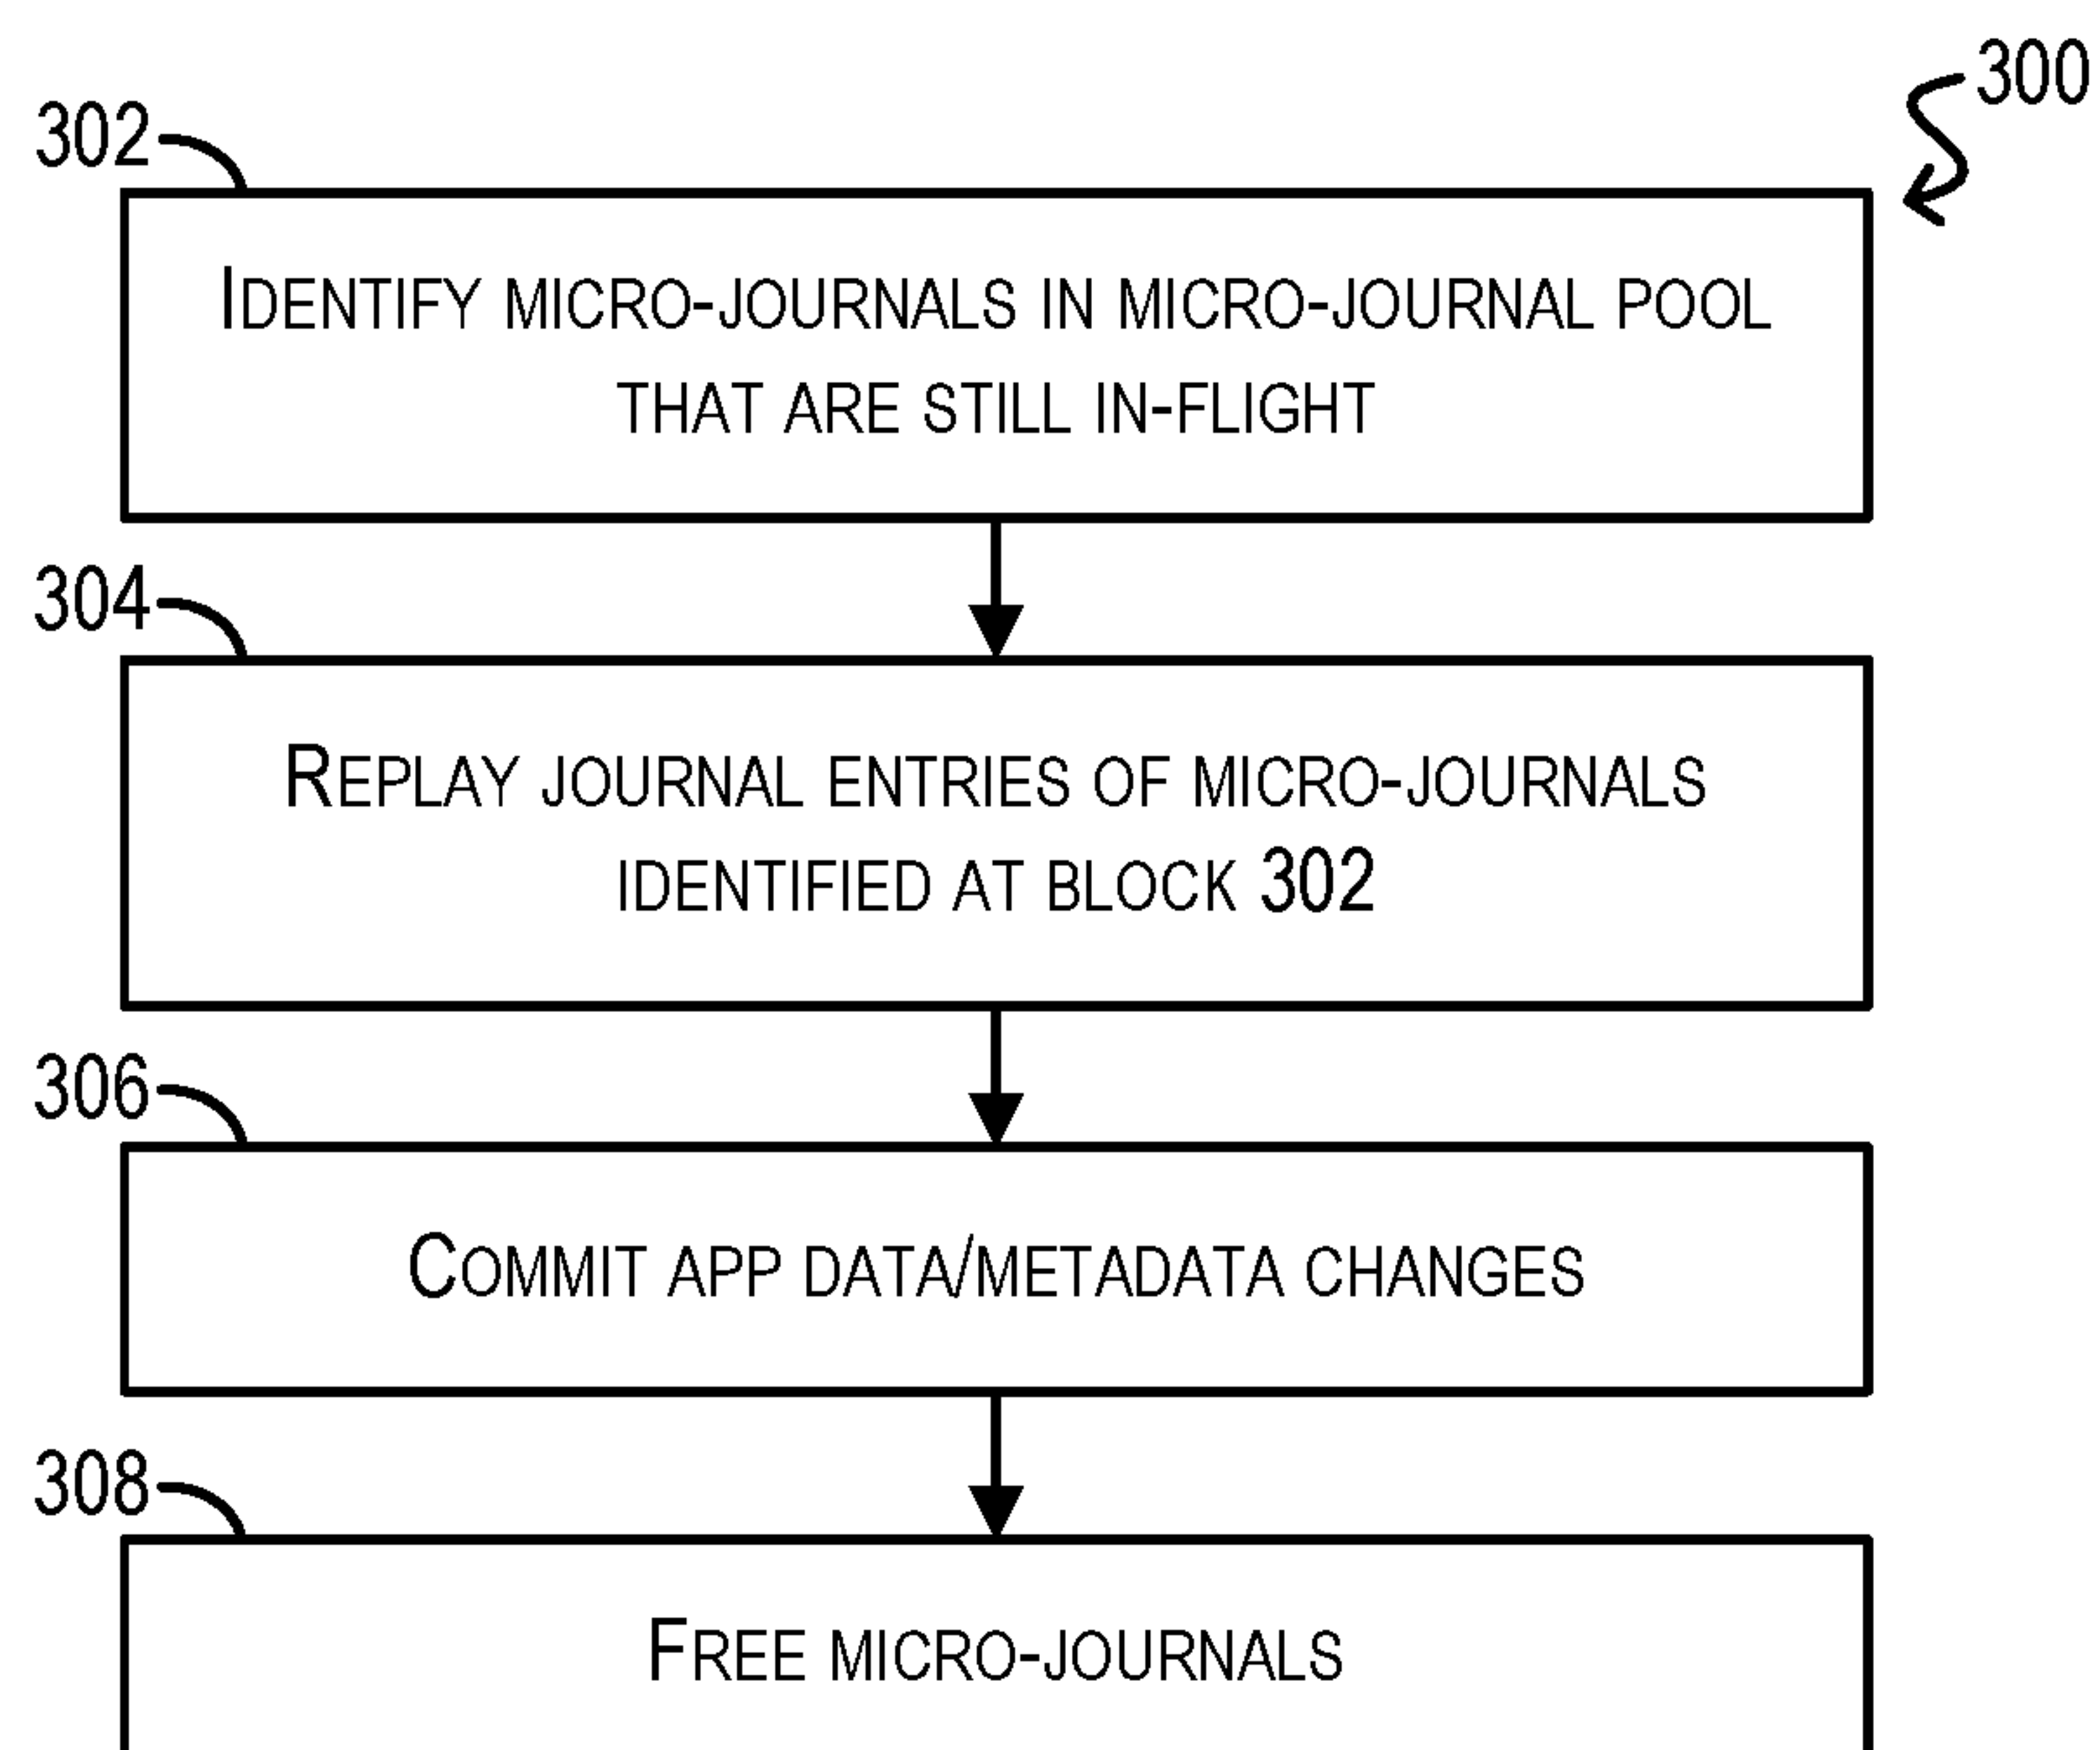 300
302
IDENTIFY MICRO-JOURNALS IN MICRO-JOURNAL POOL
THAT ARE STILL IN-FLIGHT
304
REPLAY JOURNAL ENTRIES OF MICRO-JOURNALS
IDENTIFIED AT BLOCK 302
306
COMMIT APP DATA/METADATA CHANGES
308
FREE MICRO-JOURNALS